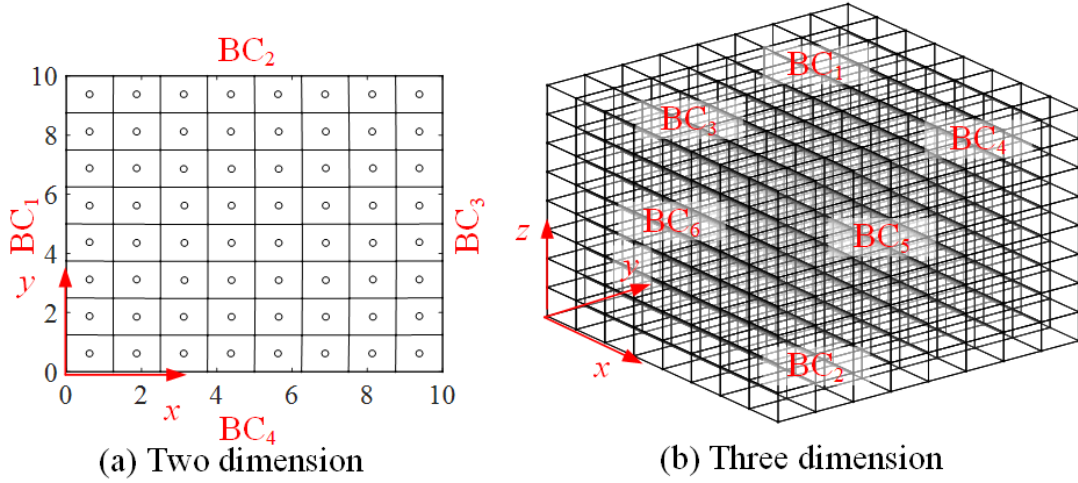 BC₂
10
8
6
4
2
0
BC₁
y
BC₃
0 2 4 6 8 10
x
BC₄
(a) Two dimension
BC₁
BC₃
BC₄
BC₆
BC₅
z
y
x
BC₂
(b) Three dimension